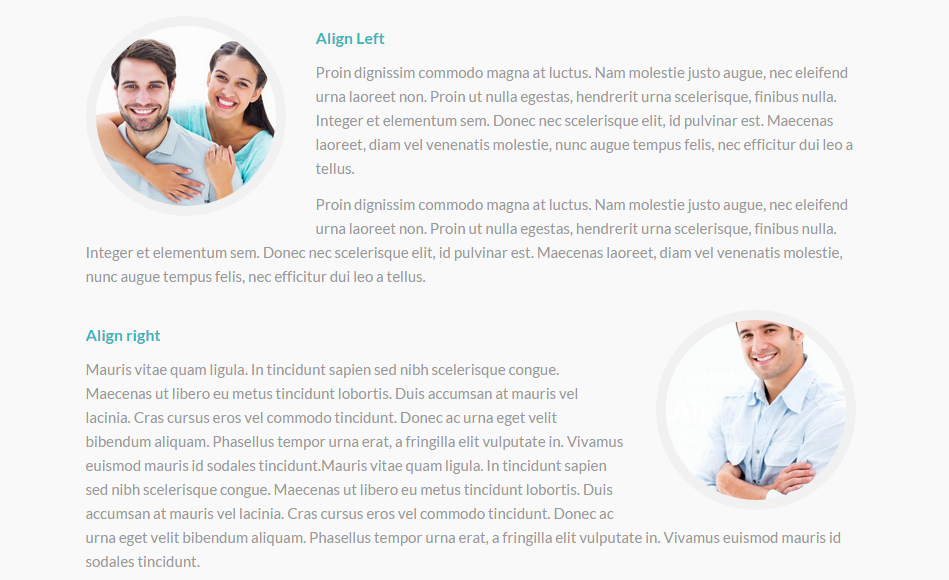 Align Left
Proin dignissim commodo magna at luctus. Nam molestie justo augue, nec eleifend
urna laoreet non. Proin ut nulla egestas, hendrerit urna scelerisque, finibus nulla.
Integer et elementum sem. Donec nec scelerisque elit, id pulvinar est. Maecenas
laoreet, diam vel venenatis molestie, nunc augue tempus felis, nec efficitur dui leo a
tellus.
Proin dignissim commodo magna at luctus. Nam molestie justo augue, nec eleifend
urna laoreet non. Proin ut nulla egestas, hendrerit urna scelerisque, finibus nulla.
Integer et elementum sem. Donec nec scelerisque elit, id pulvinar est. Maecenas laoreet, diam vel venenatis molestie,
nunc augue tempus felis, nec efficitur dui leo a tellus.
Align right
Mauris vitae quam ligula. In tincidunt sapien sed nibh scelerisque congue.
Maecenas ut libero eu metus tincidunt lobortis. Duis accumsan at mauris vel
lacinia. Cras cursus eros vel commodo tincidunt. Donec ac urna eget velit
bibendum aliquam. Phasellus tempor urna erat, a fringilla elit vulputate in. Vivamus
euismod mauris id sodales tincidunt.Mauris vitae quam ligula. In tincidunt sapien
sed nibh scelerisque congue. Maecenas ut libero eu metus tincidunt lobortis. Duis
accumsan at mauris vel lacinia. Cras cursus eros vel commodo tincidunt. Donec ac
urna eget velit bibendum aliquam. Phasellus tempor urna erat, a fringilla elit vulputate in. Vivamus euismod mauris id
sodales tincidunt.